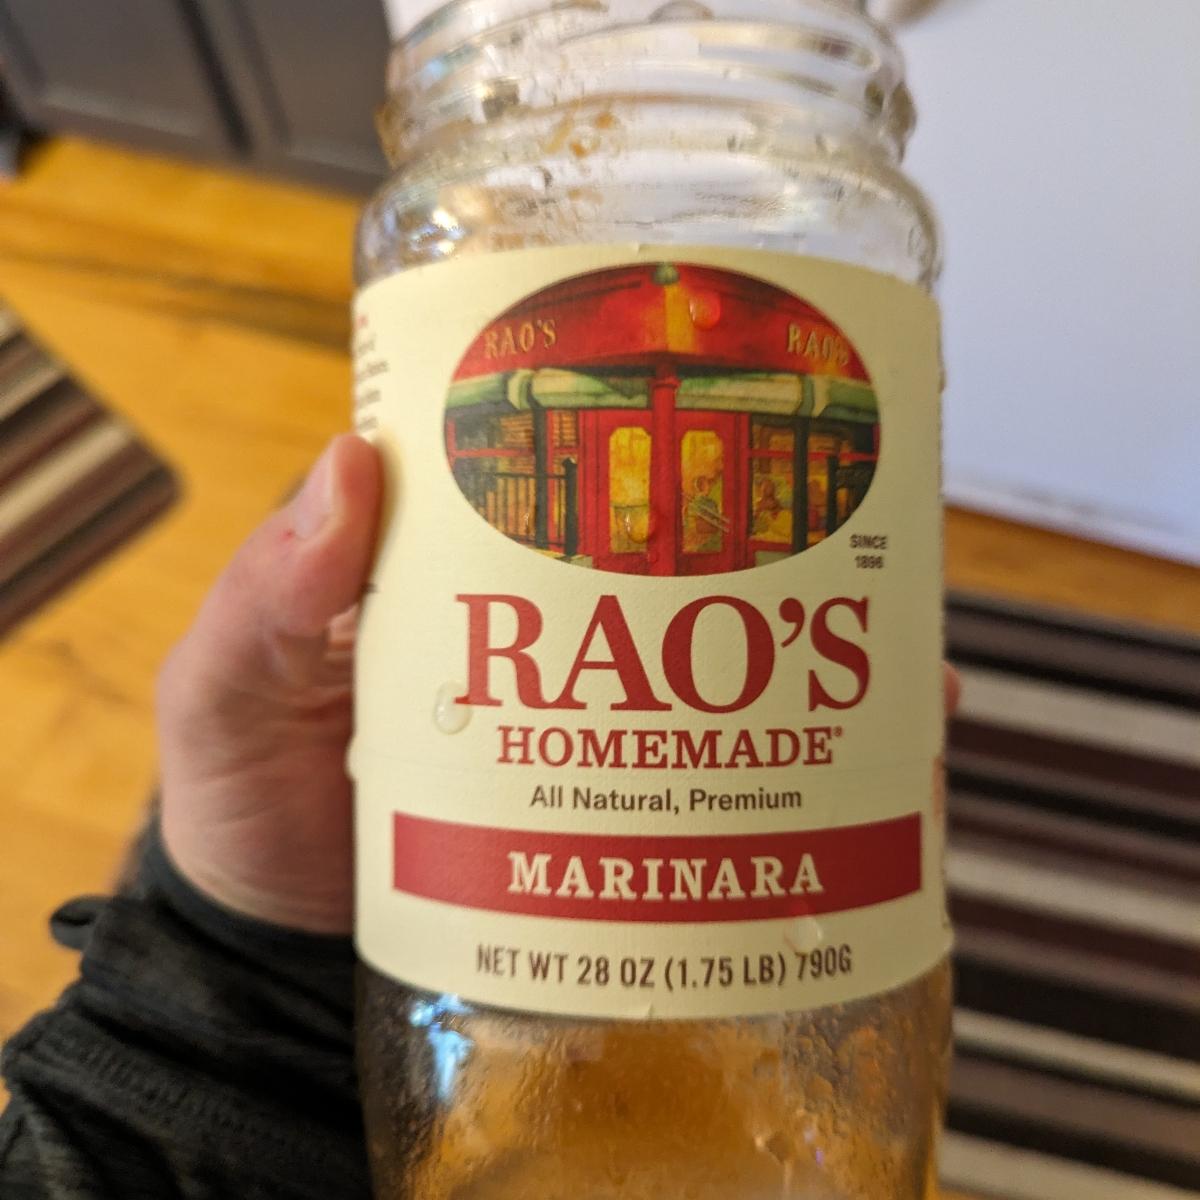 RAO'S RAO'S
SINCE
1896
RAO'S
HOMEMADE®
All Natural, Premium
MARINARA
NET WT 28 OZ (1.75 LB) 790G